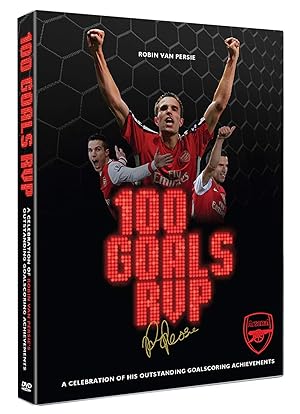 100 GOALS RVP
A CELEBRATION OF ROBIN VAN PERSIE'S
OUTSTANDING GOALSCORING ACHIEVEMENTS
DVD
ROBIN VAN PERSIE
Emirates
100
GOALS
RVP
Arsenal
A CELEBRATION OF HIS OUTSTANDING GOALSCORING ACHIEVEMENTS